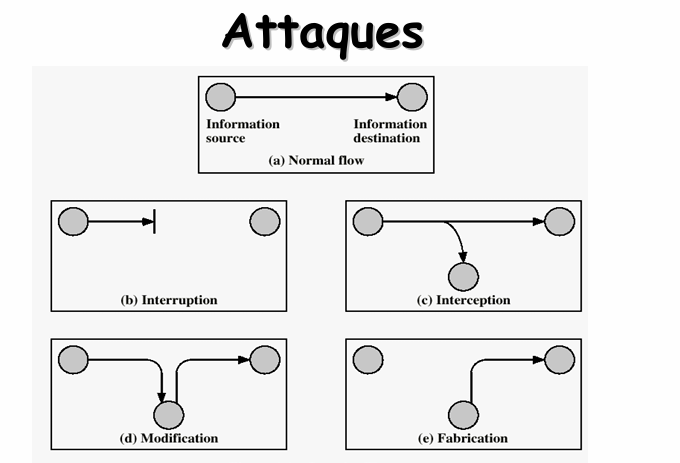 Attaques
Information
source
Information
destination
(a) Normal flow
(b) Interruption
(c) Interception
(d) Modification
(e) Fabrication